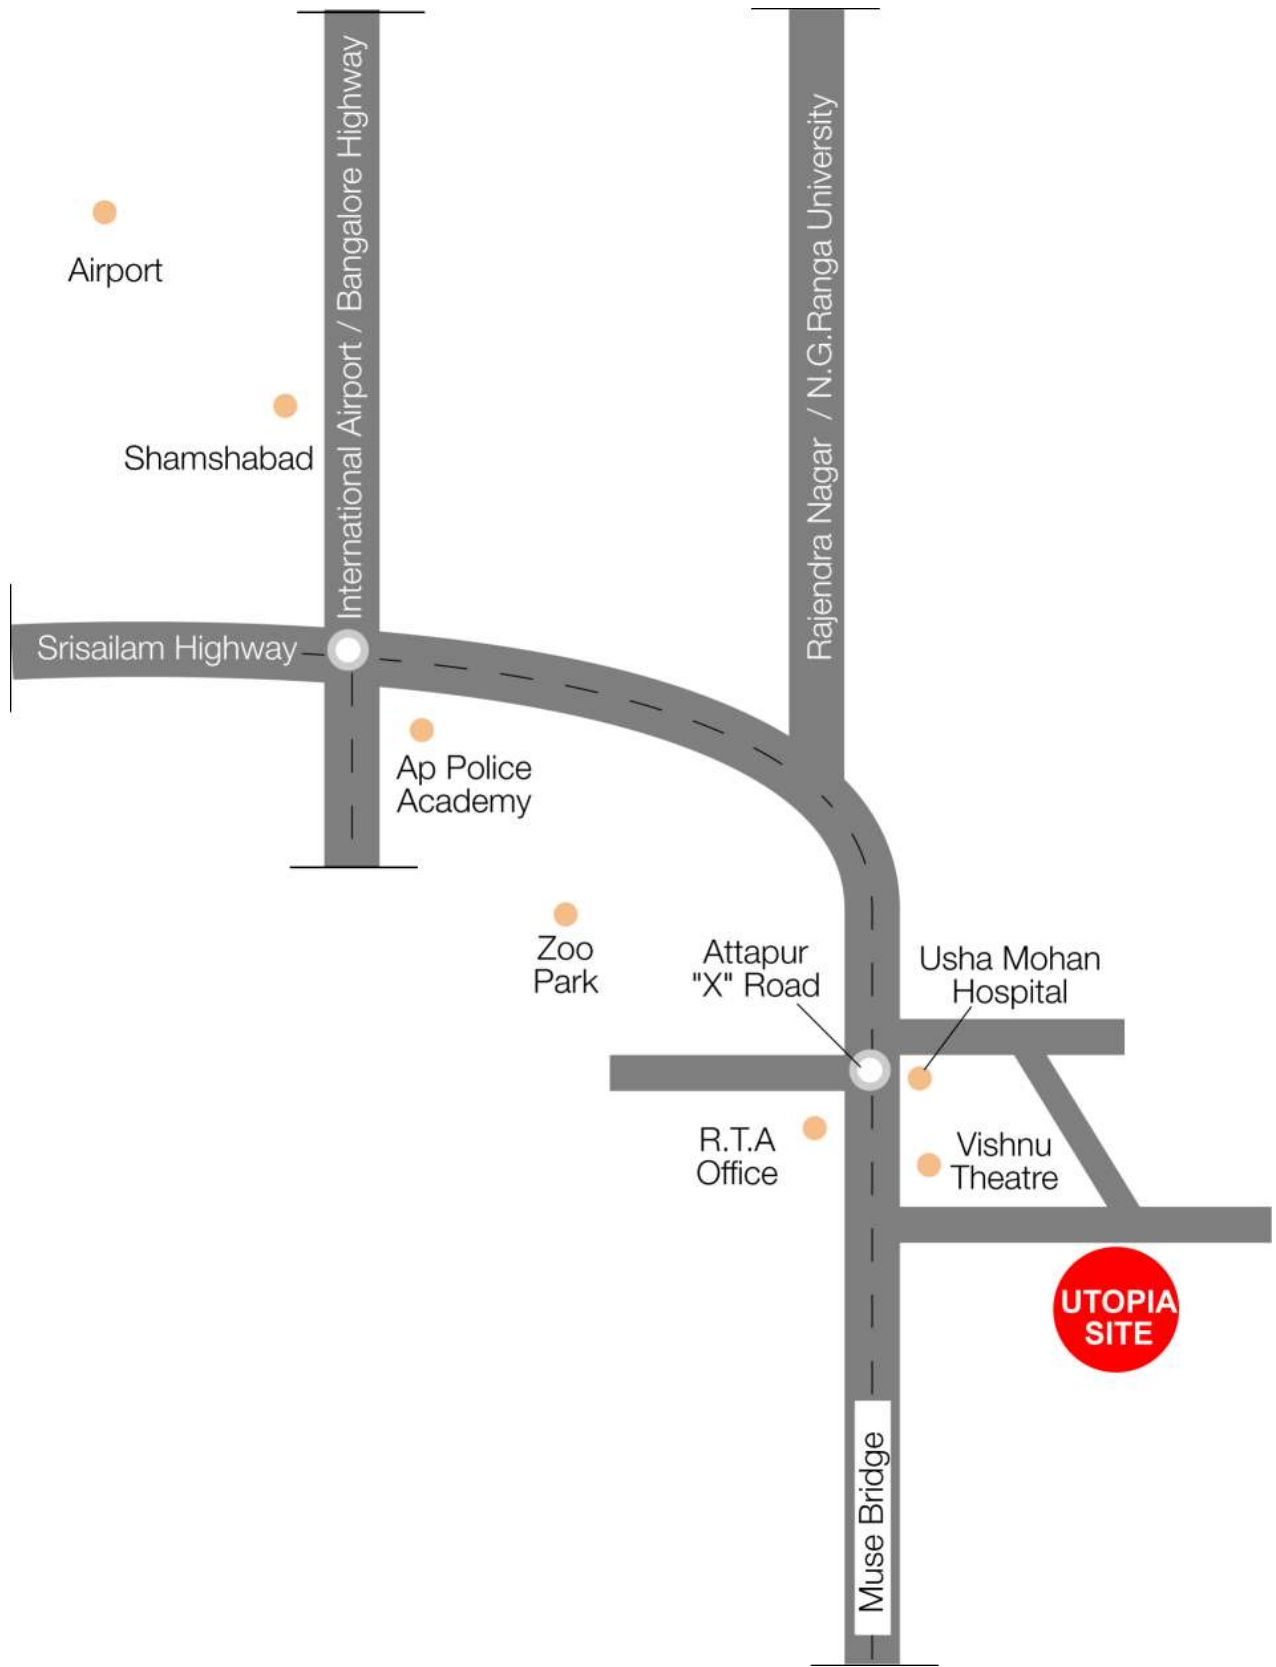 International Airport / Bangalore Highway
Rajendra Nagar / N.G.Ranga University
Airport
Shamshabad
Srisailam Highway
Ap Police
Academy
Zoo
Park
Attapur
"X" Road
Usha Mohan
Hospital
R.T.A
Office
Vishnu
Theatre
UTOPIA
SITE
Muse Bridge